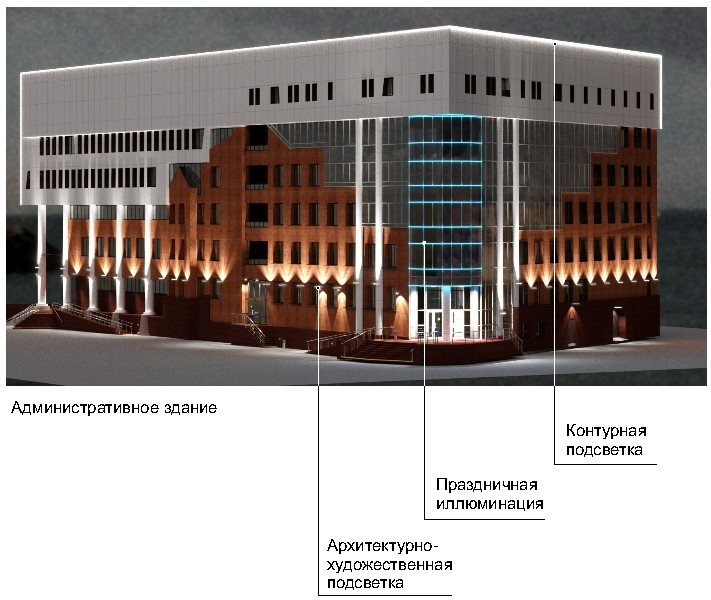 Административное здание
Контурная
подсветка
Праздничная
иллюминация
Архитектурно-
художественная
подсветка